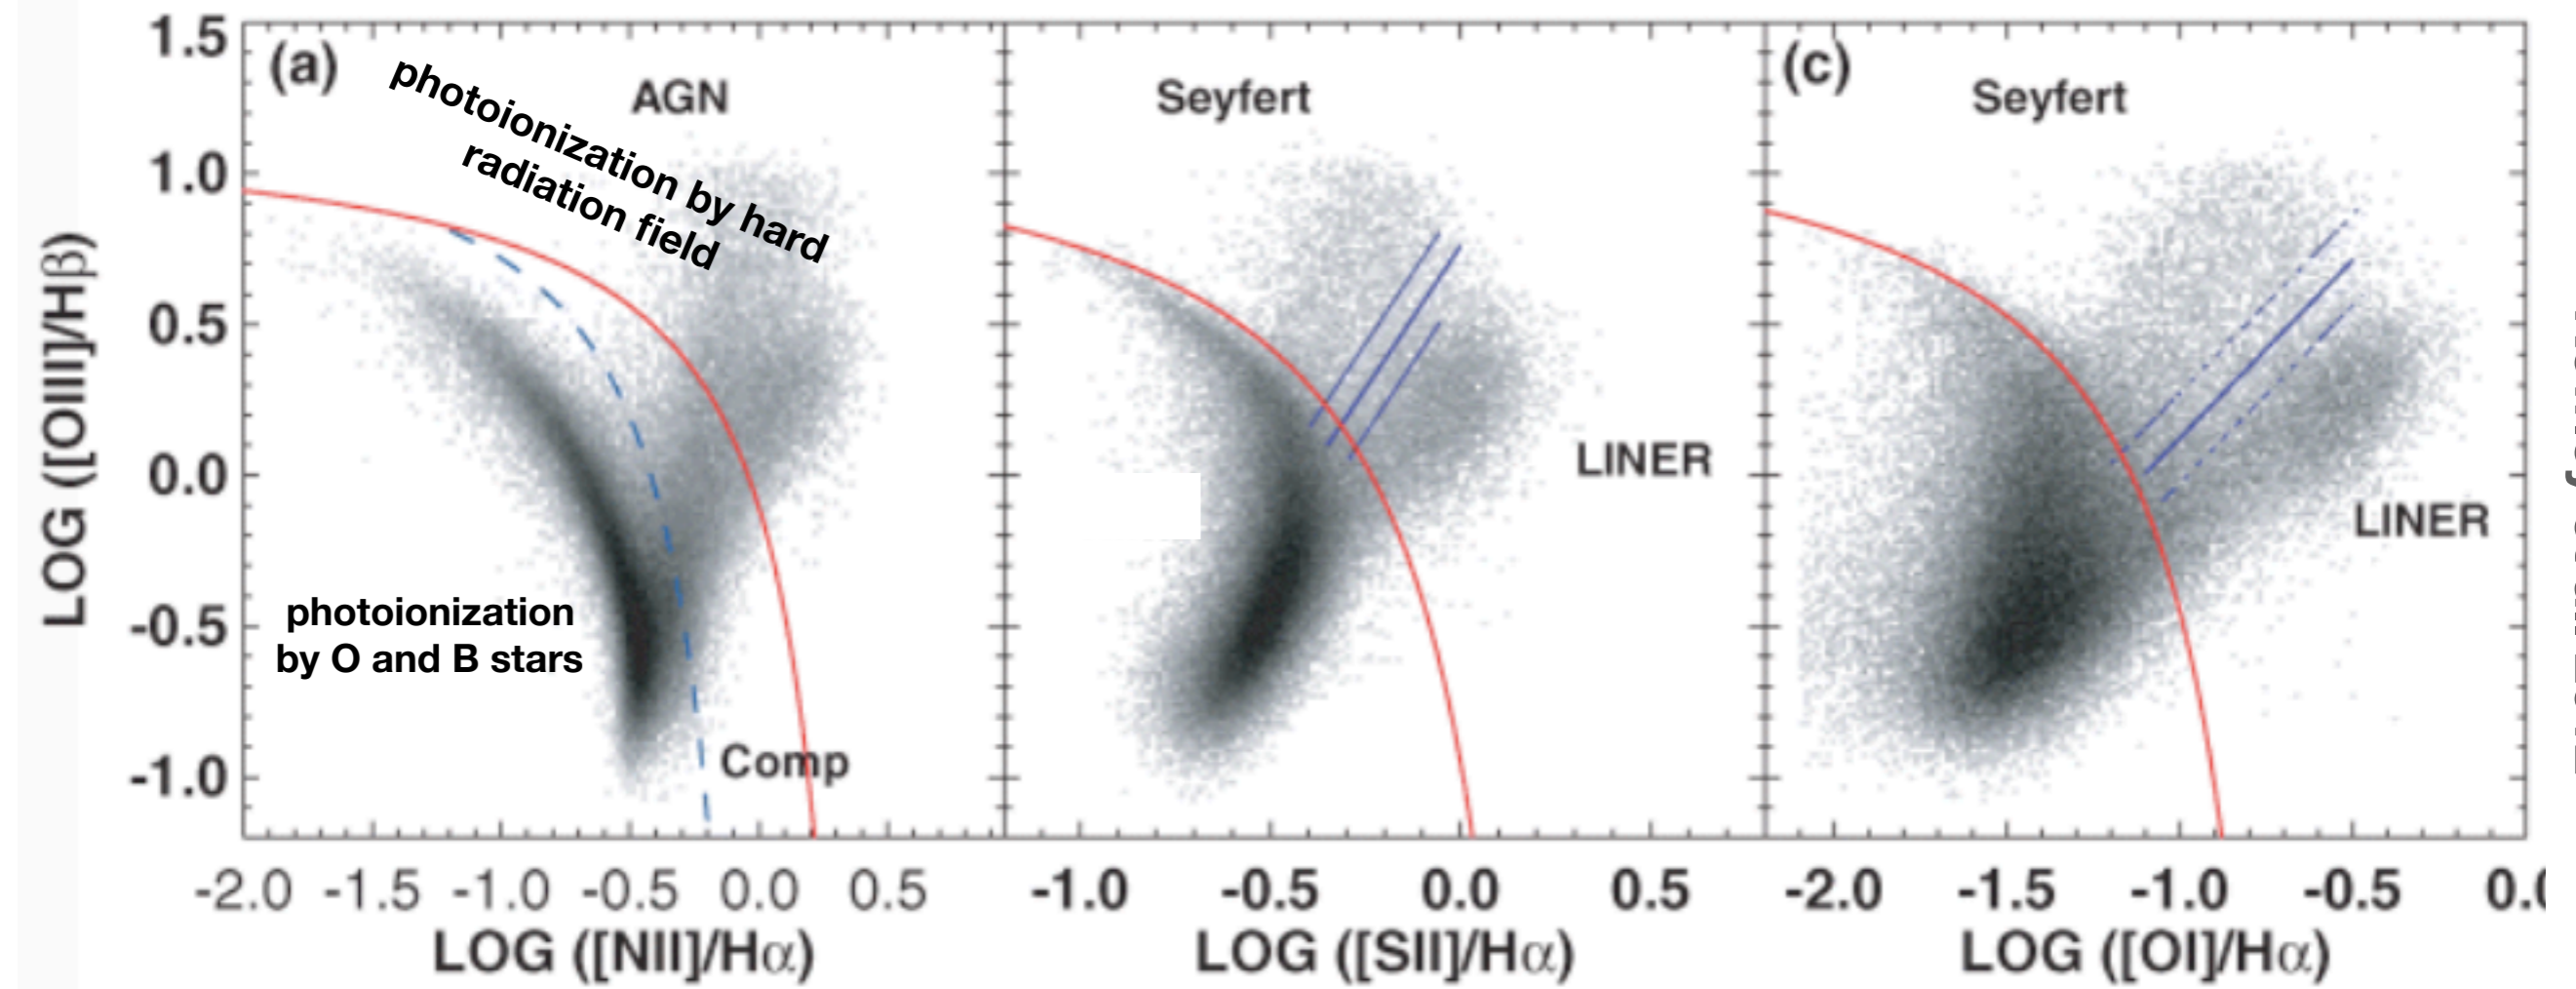 (a)
AGN
photoionization by hard
radiation field
photoionization
by O and B stars
Comp
Seyfert
LINER
(c)
Seyfert
LINER
LOG ([OIII]/Hβ)
1.5
1.0
0.5
0.0
-0.5
-1.0
-2.0 -1.5 -1.0 -0.5 0.0 0.5
-1.0 -0.5 0.0 0.5
-2.0 -1.5 -1.0 -0.5
LOG ([NII]/Hα)
LOG ([SII]/Hα)
LOG ([OI]/Hα)